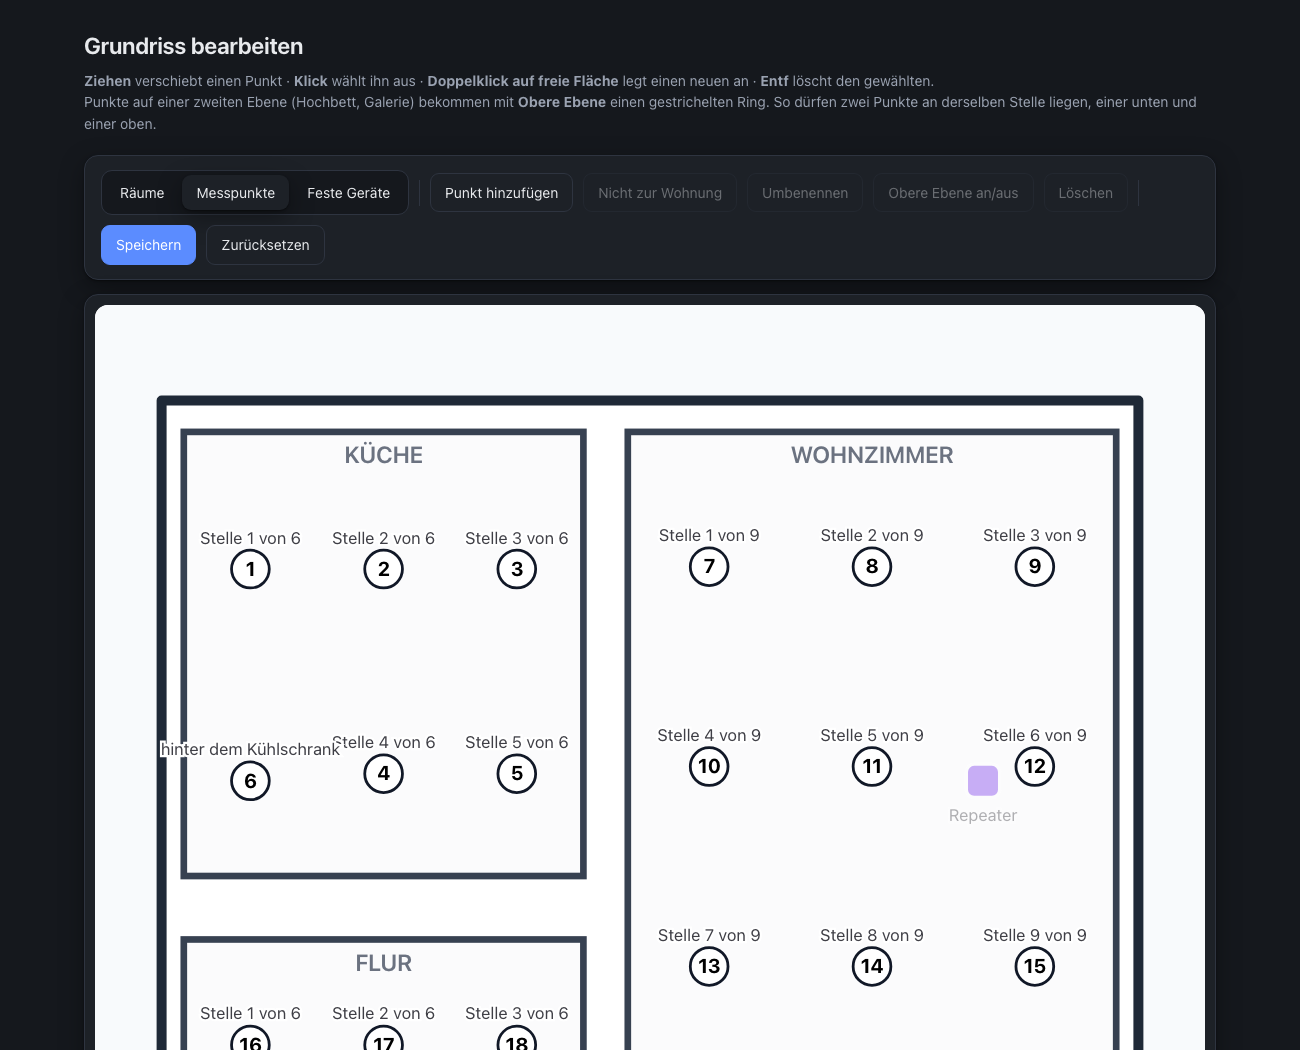 Grundriss bearbeiten
Ziehen verschiebt einen Punkt · Klick wählt ihn aus · Doppelklick auf freie Fläche legt einen neuen an · Entf löscht den gewählten.
Punkte auf einer zweiten Ebene (Hochbett, Galerie) bekommen mit Obere Ebene einen gestrichelten Ring. So dürfen zwei Punkte an derselben Stelle liegen, einer unten und
einer oben.
Räume Messpunkte Feste Geräte Punkt hinzufügen Nicht zur Wohnung Umbenennen Obere Ebene an/aus Löschen
Speichern Zurücksetzen
KÜCHE WOHNZIMMER
Stelle 1 von 6 Stelle 2 von 6 Stelle 3 von 6 Stelle 1 von 9 Stelle 2 von 9 Stelle 3 von 9
1 2 3 7 8 9
hinter dem Kühlschrank Stelle 4 von 6 Stelle 5 von 6 Stelle 4 von 9 Stelle 5 von 9 Stelle 6 von 9
6 4 5 10 11 12
Repeater
Stelle 7 von 9 Stelle 8 von 9 Stelle 9 von 9
13 14 15
FLUR
Stelle 1 von 6 Stelle 2 von 6 Stelle 3 von 6
16 17 18